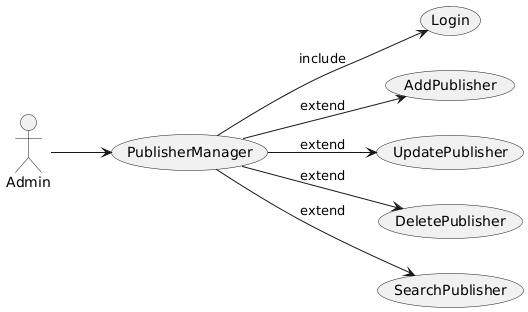 Login
include
AddPublisher
extend
PublisherManager
extend
UpdatePublisher
Admin
extend
DeletePublisher
extend
SearchPublisher